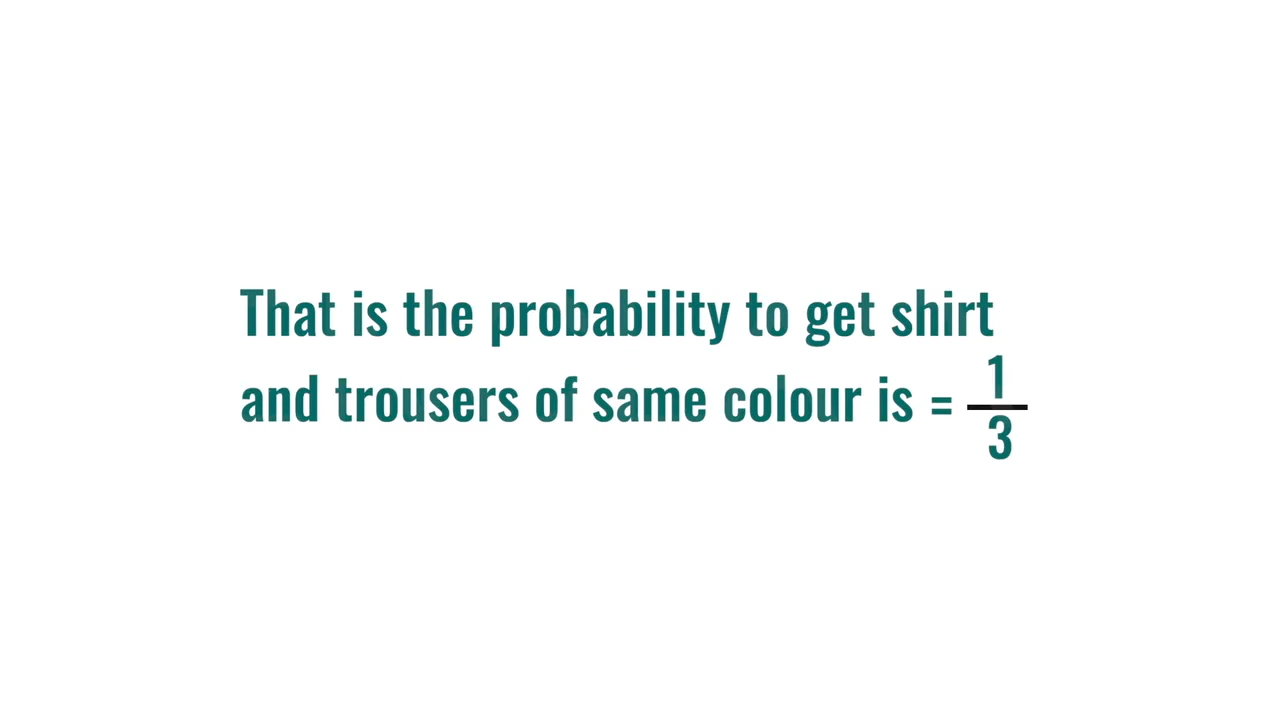 That is the probability to get shirt
and trousers of same colour is = 1/3